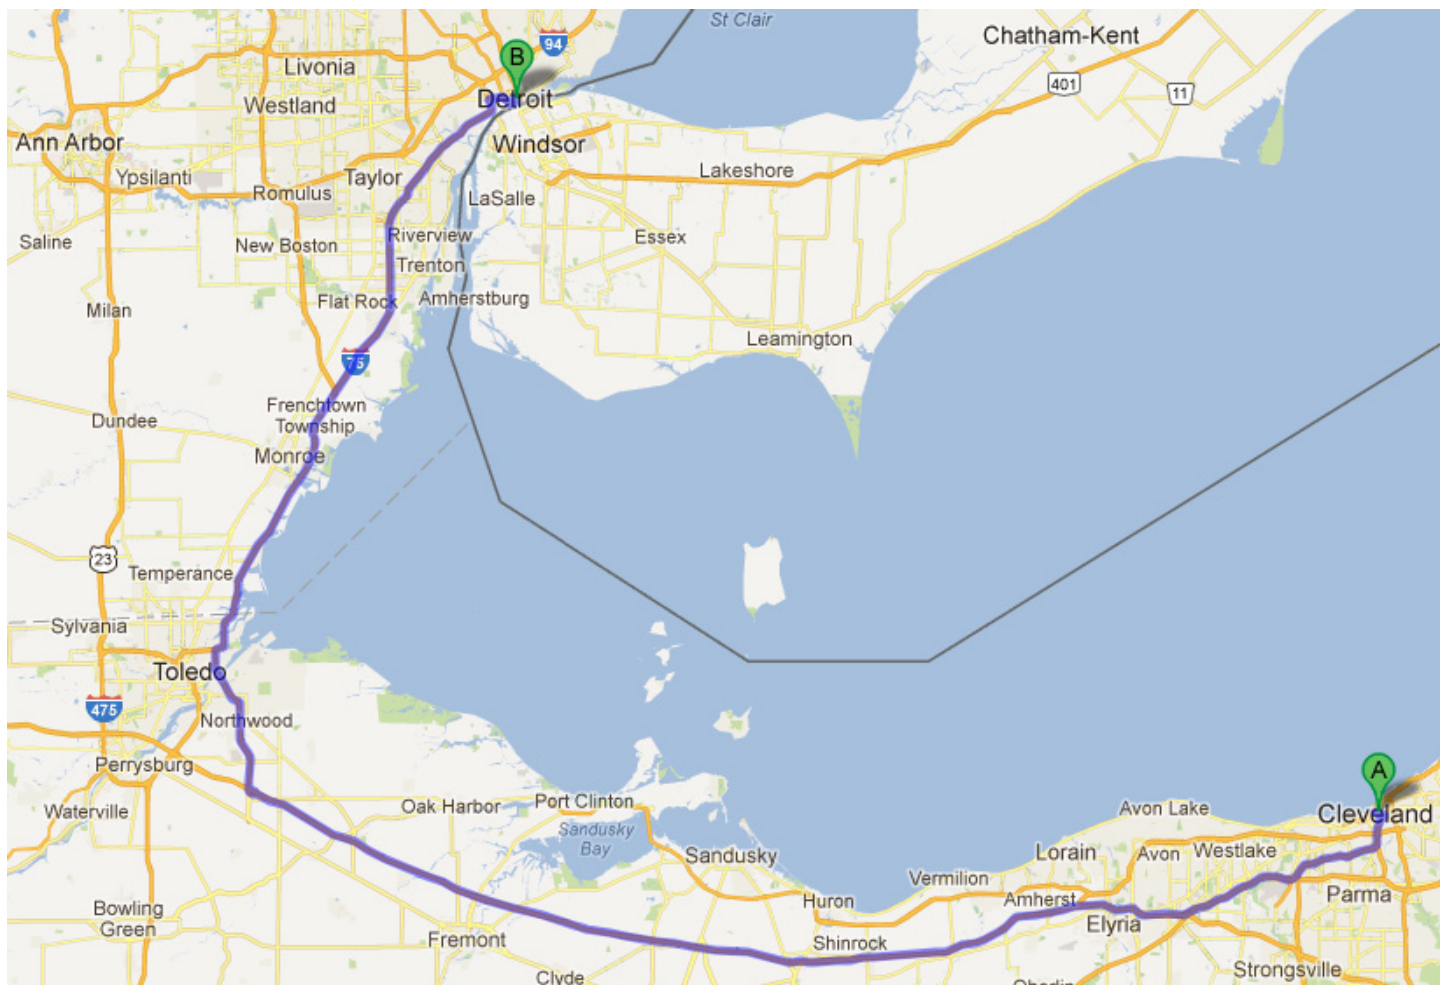 St Clair
Chatham-Kent
94
B
Livonia
401
11
Westland
Detroit
Ann Arbor
Windsor
Ypsilanti
Taylor
Lakeshore
Romulus
LaSalle
Saline
New Boston
Riverview
Essex
Trenton
Milan
Flat Rock
Amherstburg
Leamington
75
Dundee
Frenchtown
Township
Monroe
23
Temperance
Sylvania
Toledo
475
Northwood
Perrysburg
A
Waterville
Oak Harbor
Port Clinton
Avon Lake
Cleveland
Sandusky
Bay
Sandusky
Lorain
Avon
Westlake
Vermilion
Parma
Bowling
Green
Huron
Amherst
Elyria
Fremont
Shinrock
Clyde
Strongsville